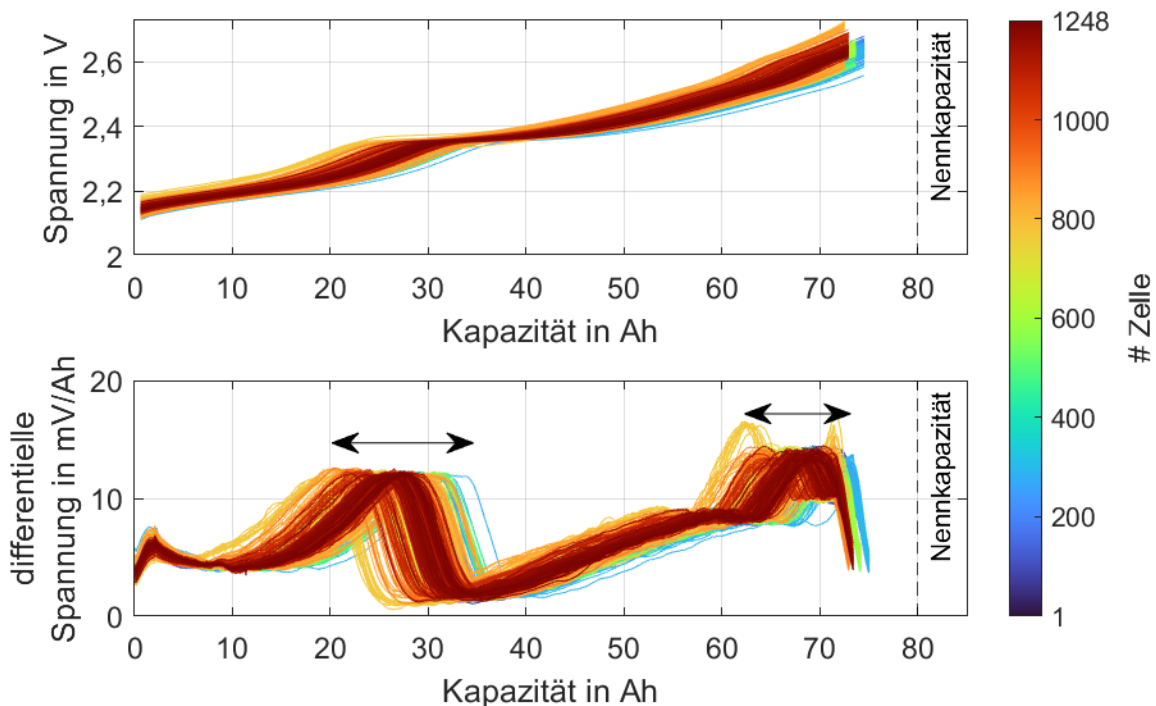 Spannung in V
2,6
2,4
2,2
2
0 10 20 30 40 50 60 70 80
Kapazität in Ah
Nennkapazität
differentielle
Spannung in mV/Ah
20
10
0
0 10 20 30 40 50 60 70 80
Kapazität in Ah
Nennkapazität
1248
1000
800
600
400
200
1
# Zelle